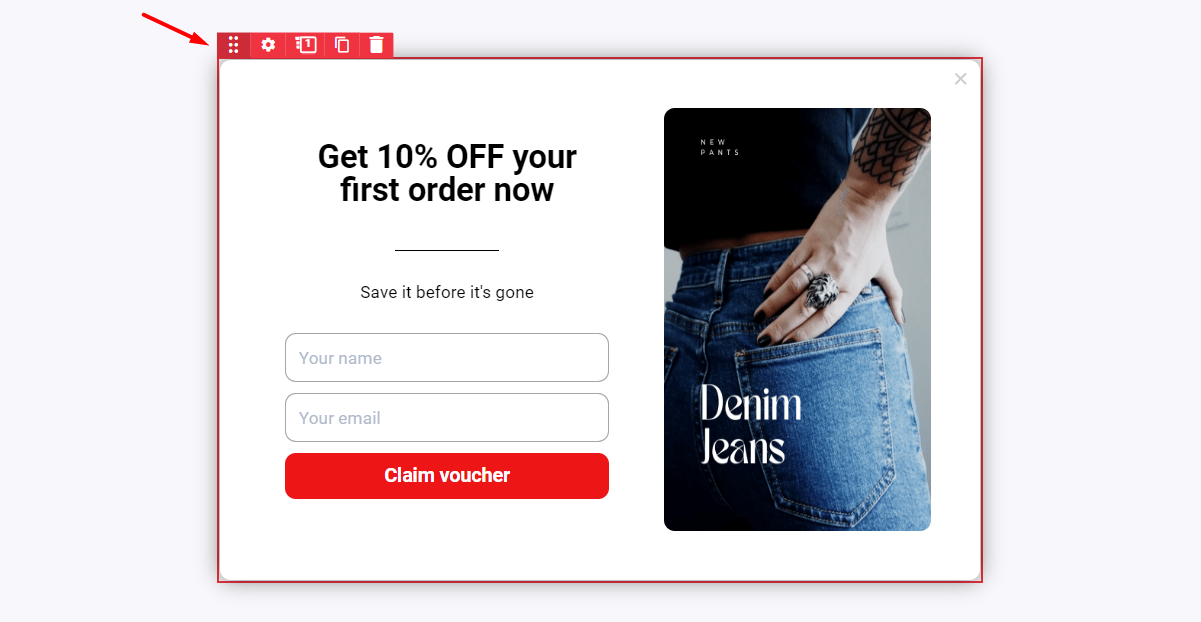 1
Get 10% OFF your
first order now
Save it before it's gone
Your name
Your email
Claim voucher
NEW
PANTS
Denim
Jeans